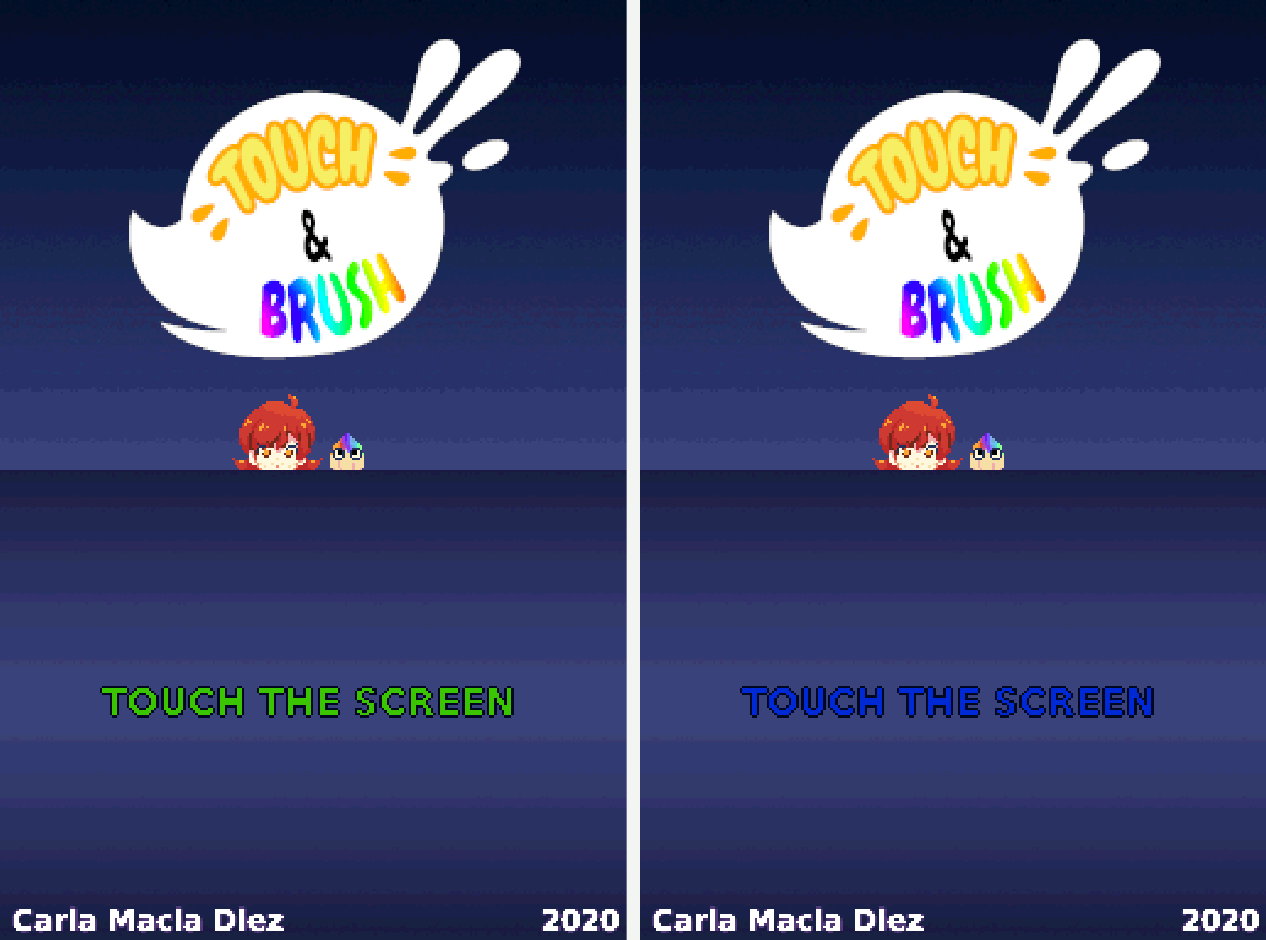 TOUCH
&
BRUSH
TOUCH THE SCREEN
Carla Macla Dlez 2020
TOUCH
&
BRUSH
TOUCH THE SCREEN
Carla Macla Dlez 2020